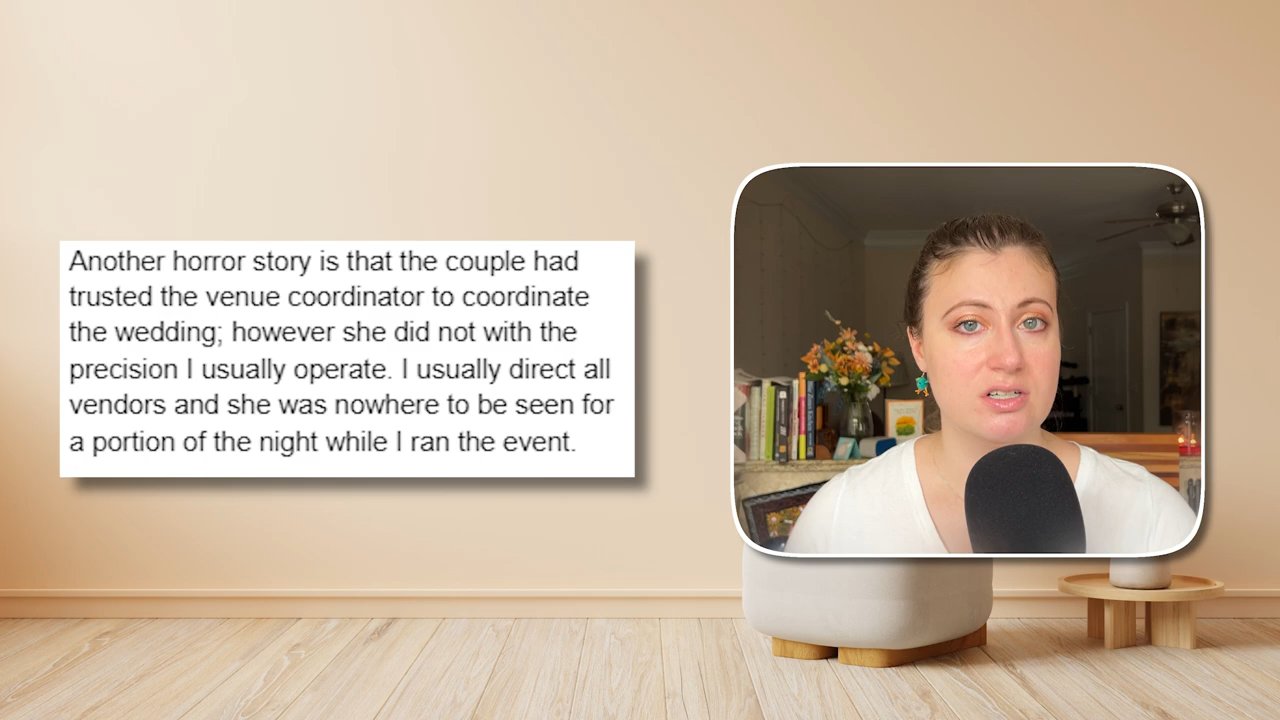 Another horror story is that the couple had
trusted the venue coordinator to coordinate
the wedding; however she did not with the
precision I usually operate. I usually direct all
vendors and she was nowhere to be seen for
a portion of the night while I ran the event.